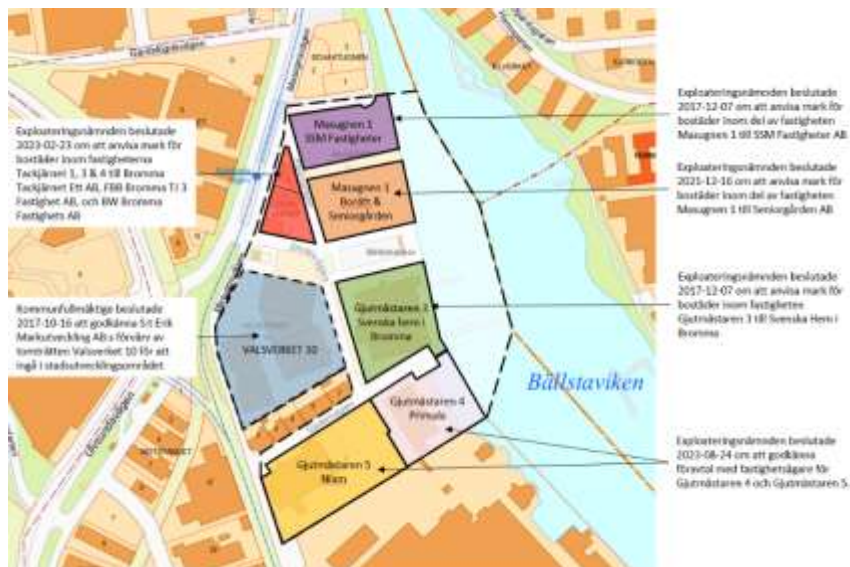 Exploateringsnämnden beslutade
2023-02-23 om att anvisa mark för
bostäder inom fastigheterna
Tackjärnet 1, 3 & 4 till Bromma
Tackjärnet Ett AB, FBB Bromma TJ 3
Fastighet AB, och BW Bromma
Fastighets AB
Kommunfullmäktige beslutade
2017-10-16 att godkänna S:t Erik
Markutveckling AB:s förvärv av
tomträtten Valsverket 10 för att
ingå i stadsutvecklingsområdet.
Masugnen 1
SSM Fastigheter
Masugnen 1
Borätt &
Seniorgården
Gjutmästaren 3
Svenska hem i
Bromma
VALSVERKET 10
Gjutmästaren 4
Primula
Gjutmästaren 5
Nixm
Bällstaviken
Ulvsundavägen
Exploateringsnämnden beslutade
2017-12-07 om att anvisa mark för
bostäder inom del av fastigheten
Masugnen 1 till SSM Fastigheter AB
Exploateringsnämnden beslutade
2021-12-16 om att anvisa mark för
bostäder inom del av fastigheten
Masugnen 1 till Seniorgården AB
Exploateringsnämnden beslutade
2017-12-07 om att anvisa mark för
bostäder inom fastigheten
Gjutmästaren 3 till Svenska Hem i
Bromma
Exploateringsnämnden beslutade
2023-08-24 om att godkänna
föravtal med fastighetsägare för
Gjutmästaren 4 och Gjutmästaren 5.